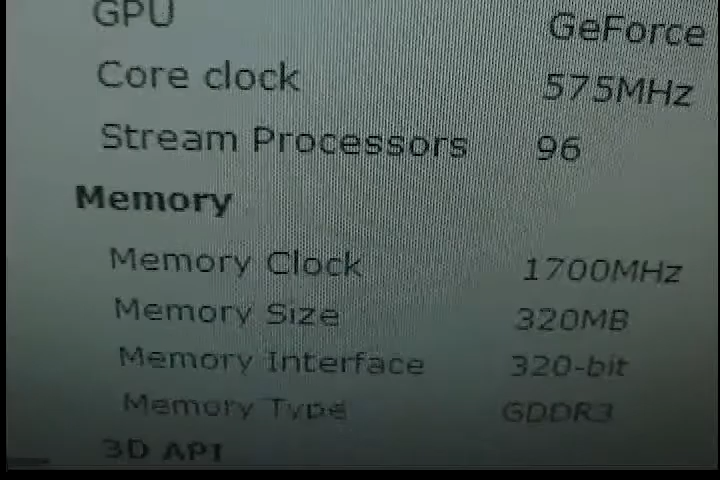 GPU GeForce
Core clock 575MHz
Stream Processors 96
Memory
Memory Clock 1700MHz
Memory Size 320MB
Memory Interface 320-bit
Memory Type GDDR3
3D API